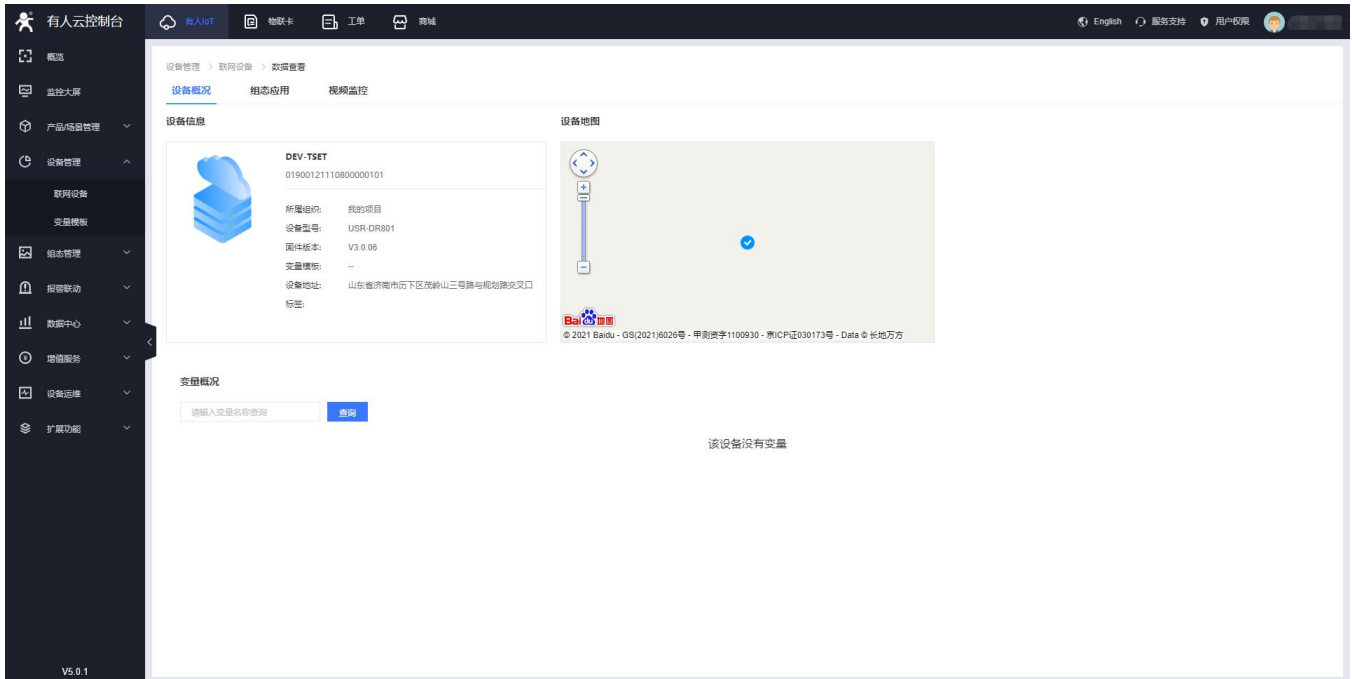 有人云控制台
有人IoT 物联卡 工单 商城
English 服务支持 用户权限
概览
监控大屏
产品/场景管理
设备管理
联网设备
变量模板
组态管理
报警联动
数据中心
增值服务
设备运维
扩展功能
V5.0.1
设备管理 > 联网设备 > 数据查看
设备概况 组态应用 视频监控
设备信息
DEV-TSET
01900121110800000101
所属组织: 我的项目
设备型号: USR-DR801
固件版本: V3.0.06
变量模板: --
设备地址: 山东省济南市历下区茂岭山三号路与规划路交叉口
标签:
设备地图
Bai du 地图
© 2021 Baidu - GS(2021)6026号 - 甲测资字1100930 - 京ICP证030173号 - Data © 长地万方
变量概况
请输入变量名称查询 查询
该设备没有变量